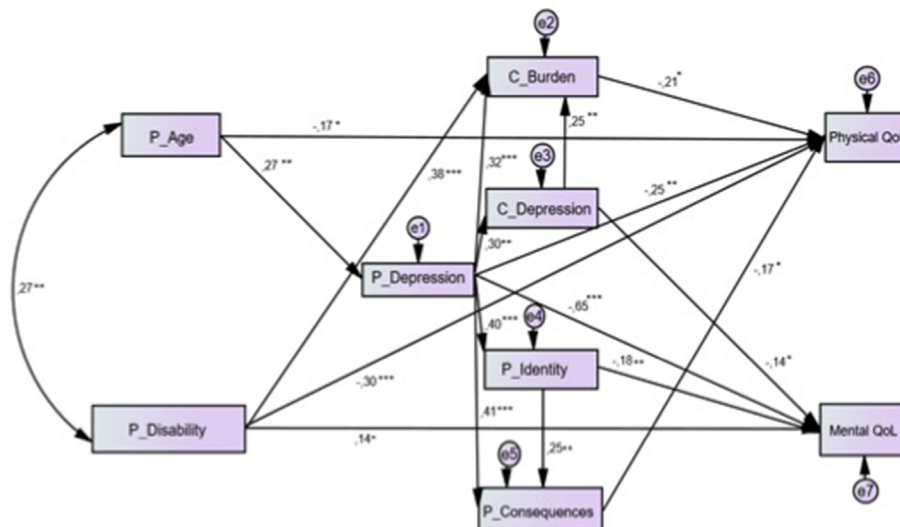 e2
C_Burden
-,21*
e6
P_Age
-,17*
,25**
Physical Qo
,27**
,38***
,32***
e3
-,25**
C_Depression
e1
,30**
P_Depression
-,17*
,27**
-,65***
,40***
e4
-,14*
P_Identity
-,18**
-,30***
,41***
P_Disability
,14*
Mental QoL
,25**
e5
e7
P_Consequences